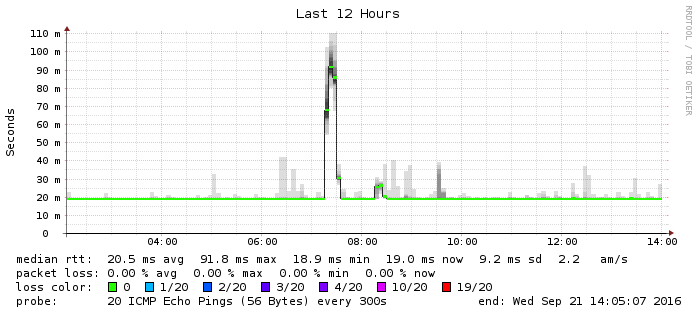 Last 12 Hours
RRDTOOL / TOBI OETIKER
Seconds
110 m
100 m
90 m
80 m
70 m
60 m
50 m
40 m
30 m
20 m
10 m
0
04:00 06:00 08:00 10:00 12:00 14:00
median rtt: 20.5 ms avg 91.8 ms max 18.9 ms min 19.0 ms now 9.2 ms sd 2.2 am/s
packet loss: 0.00 % avg 0.00 % max 0.00 % min 0.00 % now
loss color: 0 1/20 2/20 3/20 4/20 10/20 19/20
probe: 20 ICMP Echo Pings (56 Bytes) every 300s end: Wed Sep 21 14:05:07 2016